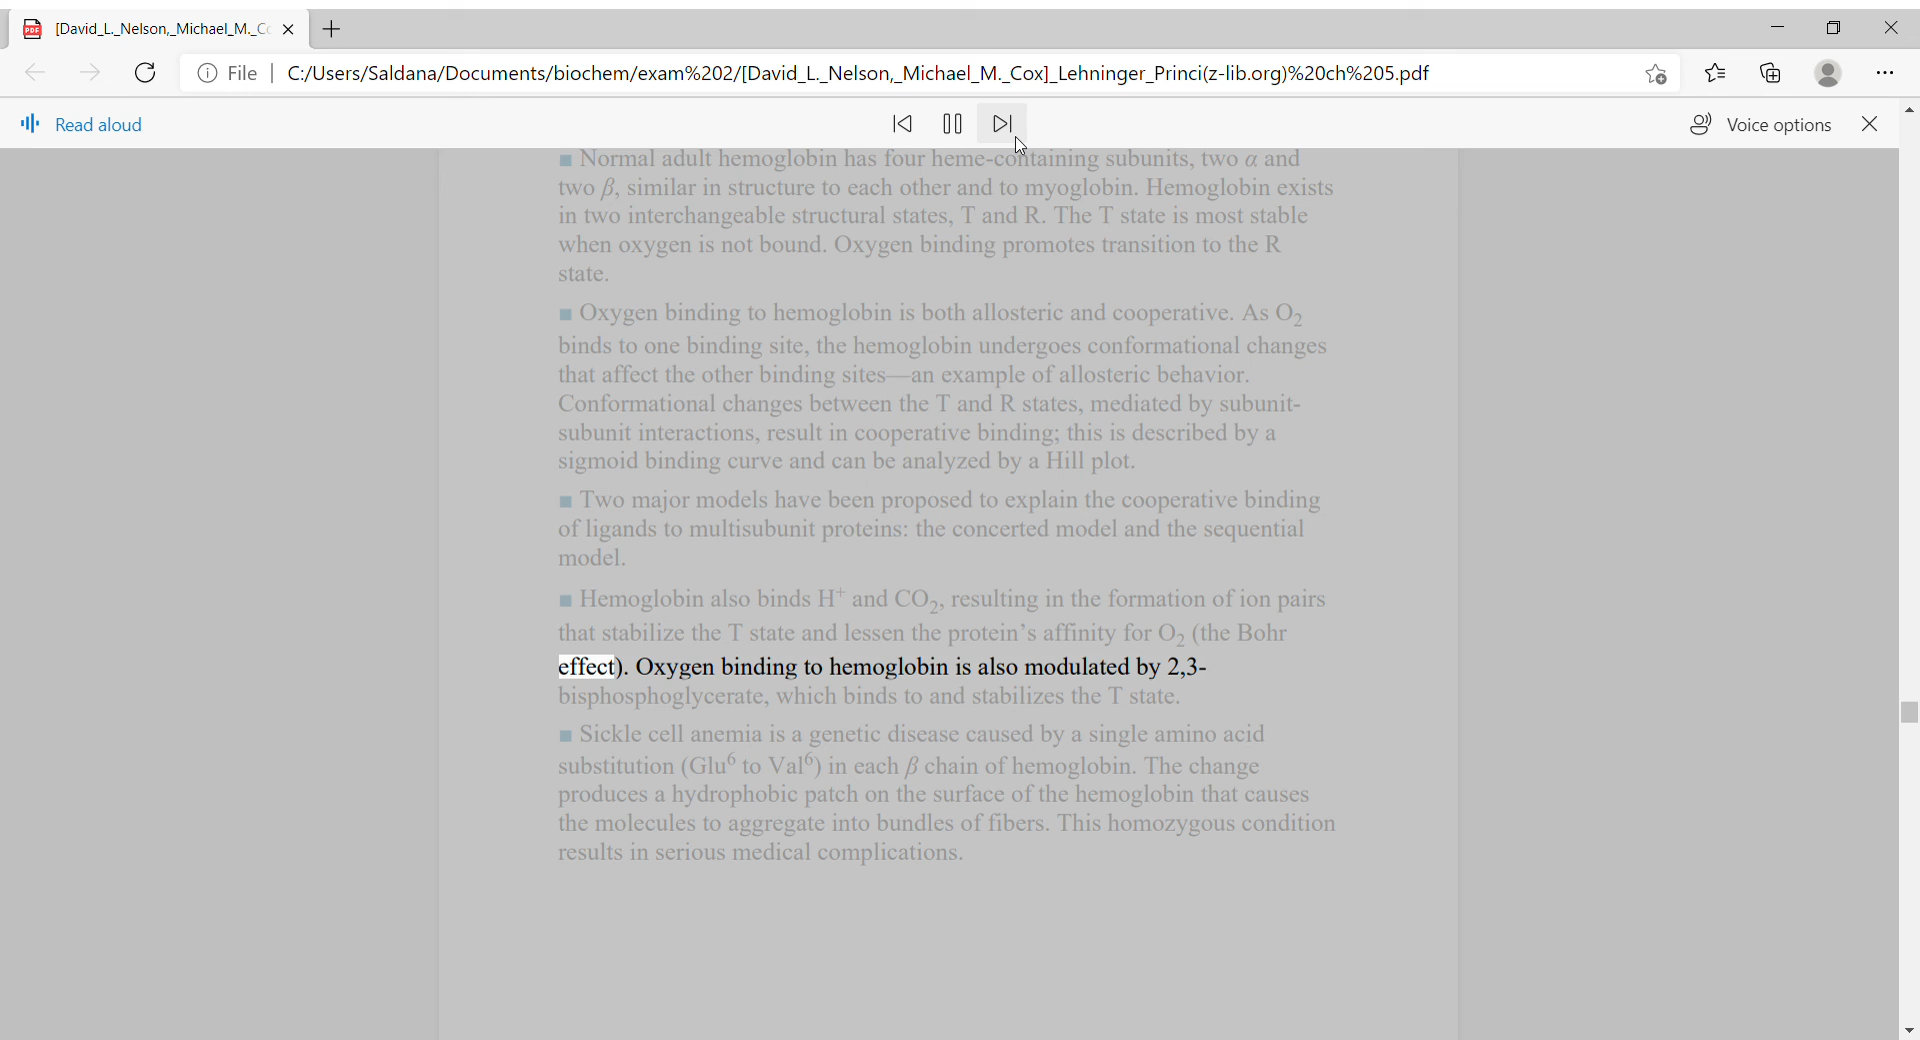 [David_L._Nelson,_Michael_M._Co
File | C:/Users/Saldana/Documents/biochem/exam%202/[David_L._Nelson,_Michael_M._Cox]_Lehninger_Princi(z-lib.org)%20ch%205.pdf
Read aloud
Voice options
■ Normal adult hemoglobin has four heme-containing subunits, two α and
two β, similar in structure to each other and to myoglobin. Hemoglobin exists
in two interchangeable structural states, T and R. The T state is most stable
when oxygen is not bound. Oxygen binding promotes transition to the R
state.
■ Oxygen binding to hemoglobin is both allosteric and cooperative. As O₂
binds to one binding site, the hemoglobin undergoes conformational changes
that affect the other binding sites—an example of allosteric behavior.
Conformational changes between the T and R states, mediated by subunit-
subunit interactions, result in cooperative binding; this is described by a
sigmoid binding curve and can be analyzed by a Hill plot.
■ Two major models have been proposed to explain the cooperative binding
of ligands to multisubunit proteins: the concerted model and the sequential
model.
■ Hemoglobin also binds H⁺ and CO₂, resulting in the formation of ion pairs
that stabilize the T state and lessen the protein’s affinity for O₂ (the Bohr
effect). Oxygen binding to hemoglobin is also modulated by 2,3-
bisphosphoglycerate, which binds to and stabilizes the T state.
■ Sickle cell anemia is a genetic disease caused by a single amino acid
substitution (Glu⁶ to Val⁶) in each β chain of hemoglobin. The change
produces a hydrophobic patch on the surface of the hemoglobin that causes
the molecules to aggregate into bundles of fibers. This homozygous condition
results in serious medical complications.